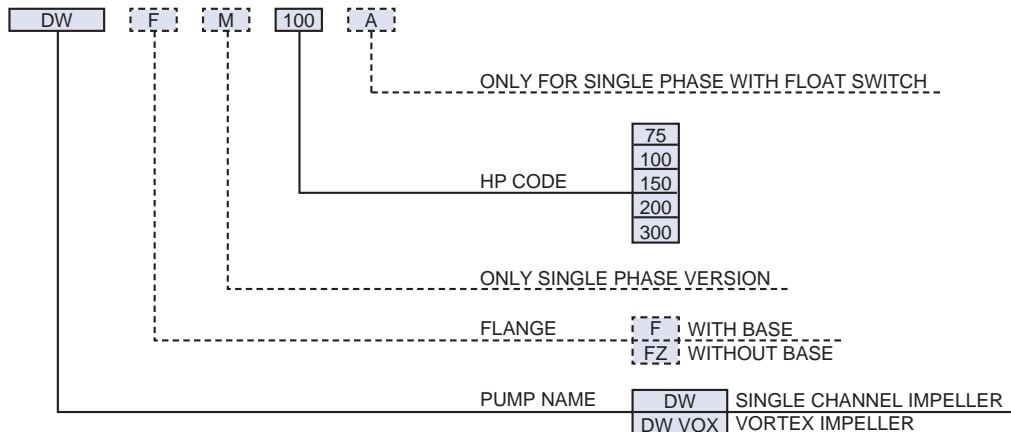 DW F M 100 A
ONLY FOR SINGLE PHASE WITH FLOAT SWITCH
75
100
HP CODE 150
200
300
ONLY SINGLE PHASE VERSION
FLANGE F WITH BASE
FZ WITHOUT BASE
PUMP NAME DW SINGLE CHANNEL IMPELLER
DW VOX VORTEX IMPELLER